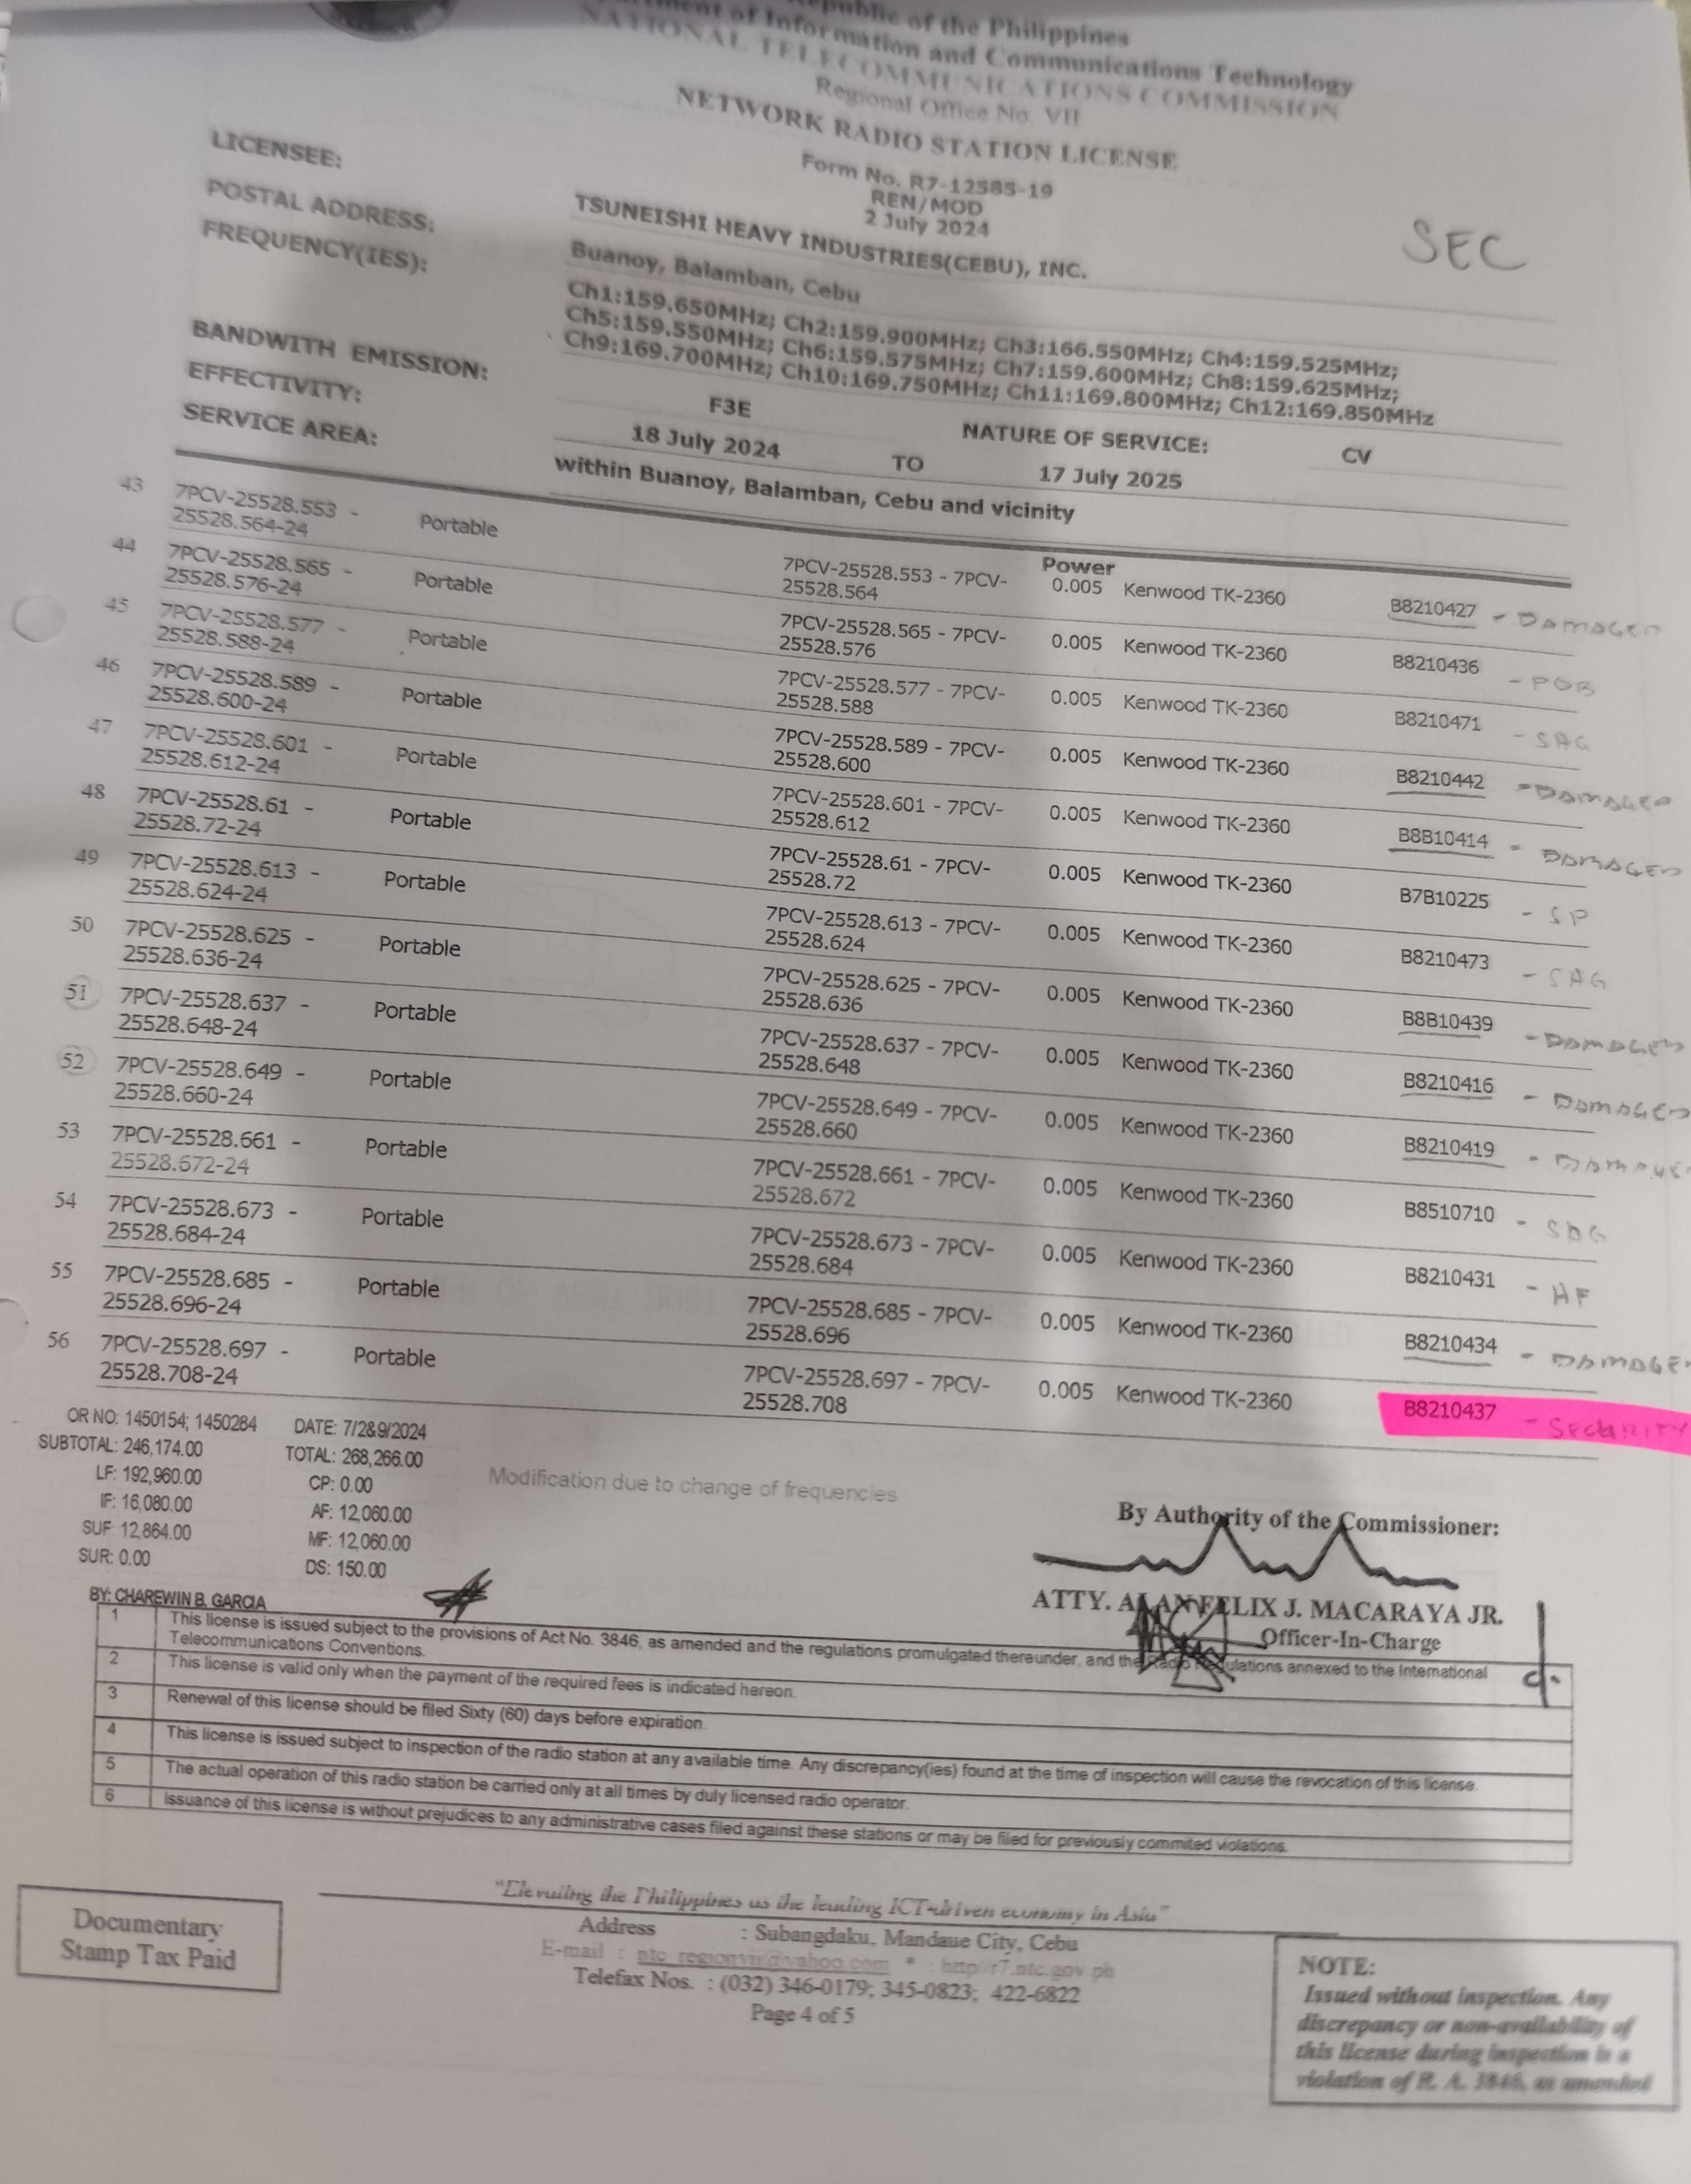 Republic of the Philippines
Department of Information and Communications Technology
NATIONAL TELECOMMUNICATIONS COMMISSION
Regional Office No. VII
NETWORK RADIO STATION LICENSE
Form No. R7-12585-19
REN/MOD
2 July 2024
SEC
LICENSEE: TSUNEISHI HEAVY INDUSTRIES(CEBU), INC.
POSTAL ADDRESS: Buanoy, Balamban, Cebu
FREQUENCY(IES): Ch1:159.650MHz; Ch2:159.900MHz; Ch3:166.550MHz; Ch4:159.525MHz;
Ch5:159.550MHz; Ch6:159.575MHz; Ch7:159.600MHz; Ch8:159.625MHz;
Ch9:169.700MHz; Ch10:169.750MHz; Ch11:169.800MHz; Ch12:169.850MHz
BANDWITH EMISSION: F3E NATURE OF SERVICE: CV
EFFECTIVITY: 18 July 2024 TO 17 July 2025
SERVICE AREA: within Buanoy, Balamban, Cebu and vicinity
Power
43 7PCV-25528.553 - Portable 7PCV-25528.553 - 7PCV- 0.005 Kenwood TK-2360 B8210427 - DAMAGED
25528.564-24 25528.564
44 7PCV-25528.565 - Portable 7PCV-25528.565 - 7PCV- 0.005 Kenwood TK-2360 B8210436 - POB
25528.576-24 25528.576
45 7PCV-25528.577 - Portable 7PCV-25528.577 - 7PCV- 0.005 Kenwood TK-2360 B8210471 - SAG
25528.588-24 25528.588
46 7PCV-25528.589 - Portable 7PCV-25528.589 - 7PCV- 0.005 Kenwood TK-2360 B8210442 - DAMAGED
25528.600-24 25528.600
47 7PCV-25528.601 - Portable 7PCV-25528.601 - 7PCV- 0.005 Kenwood TK-2360 B8B10414 - DAMAGED
25528.612-24 25528.612
48 7PCV-25528.61 - Portable 7PCV-25528.61 - 7PCV- 0.005 Kenwood TK-2360 B7B10225 - SP
25528.72-24 25528.72
49 7PCV-25528.613 - Portable 7PCV-25528.613 - 7PCV- 0.005 Kenwood TK-2360 B8210473 - SAG
25528.624-24 25528.624
50 7PCV-25528.625 - Portable 7PCV-25528.625 - 7PCV- 0.005 Kenwood TK-2360 B8B10439 - DAMAGED
25528.636-24 25528.636
51 7PCV-25528.637 - Portable 7PCV-25528.637 - 7PCV- 0.005 Kenwood TK-2360 B8210416 - DAMAGED
25528.648-24 25528.648
52 7PCV-25528.649 - Portable 7PCV-25528.649 - 7PCV- 0.005 Kenwood TK-2360 B8210419 - DAMAGE
25528.660-24 25528.660
53 7PCV-25528.661 - Portable 7PCV-25528.661 - 7PCV- 0.005 Kenwood TK-2360 B8510710 - SDG
25528.672-24 25528.672
54 7PCV-25528.673 - Portable 7PCV-25528.673 - 7PCV- 0.005 Kenwood TK-2360 B8210431 - HF
25528.684-24 25528.684
55 7PCV-25528.685 - Portable 7PCV-25528.685 - 7PCV- 0.005 Kenwood TK-2360 B8210434 - DAMAGE
25528.696-24 25528.696
56 7PCV-25528.697 - Portable 7PCV-25528.697 - 7PCV- 0.005 Kenwood TK-2360 B8210437 - SECURITY
25528.708-24 25528.708
OR NO: 1450154; 1450284 DATE: 7/2&9/2024
SUBTOTAL: 246,174.00 TOTAL: 268,266.00
LF: 192,960.00 CP: 0.00
IF: 16,080.00 AF: 12,060.00
SUF: 12,864.00 MF: 12,060.00
SUR: 0.00 DS: 150.00
Modification due to change of frequencies
By Authority of the Commissioner:
ATTY. ALAN FELIX J. MACARAYA JR.
Officer-In-Charge
BY: CHAREWIN B. GARCIA
1 This license is issued subject to the provisions of Act No. 3846, as amended and the regulations promulgated thereunder, and the Radio Regulations annexed to the International
Telecommunications Conventions.
2 This license is valid only when the payment of the required fees is indicated hereon.
3 Renewal of this license should be filed Sixty (60) days before expiration.
4 This license is issued subject to inspection of the radio station at any available time. Any discrepancy(ies) found at the time of inspection will cause the revocation of this license.
5 The actual operation of this radio station be carried only at all times by duly licensed radio operator.
6 Issuance of this license is without prejudices to any administrative cases filed against these stations or may be filed for previously commited violations.
"Elevating the Philippines as the leading ICT-driven economy in Asia"
Address : Subangdaku, Mandaue City, Cebu
E-mail : ntc_regionvii@yahoo.com * : http//r7.ntc.gov.ph
Telefax Nos. : (032) 346-0179; 345-0823; 422-6822
Page 4 of 5
Documentary
Stamp Tax Paid
NOTE:
Issued without inspection. Any
discrepancy or non-availability of
this license during inspection is a
violation of R. A. 3846, as amended